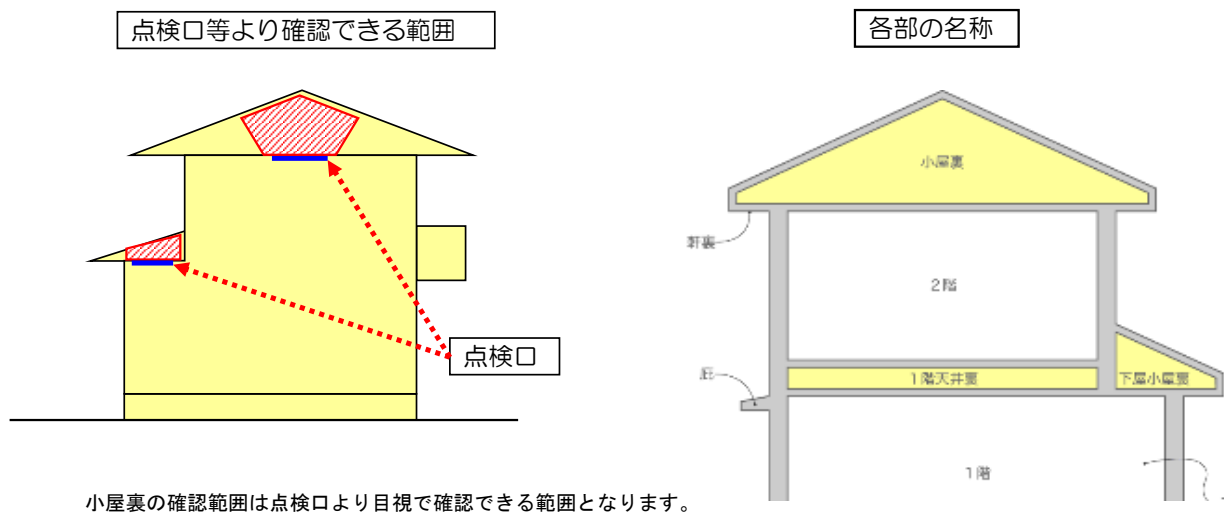 点検口等より確認できる範囲
各部の名称
小屋裏
軒裏
2階
点検口
庇
1階天井裏
下屋小屋裏
1階
小屋裏の確認範囲は点検口より目視で確認できる範囲となります。